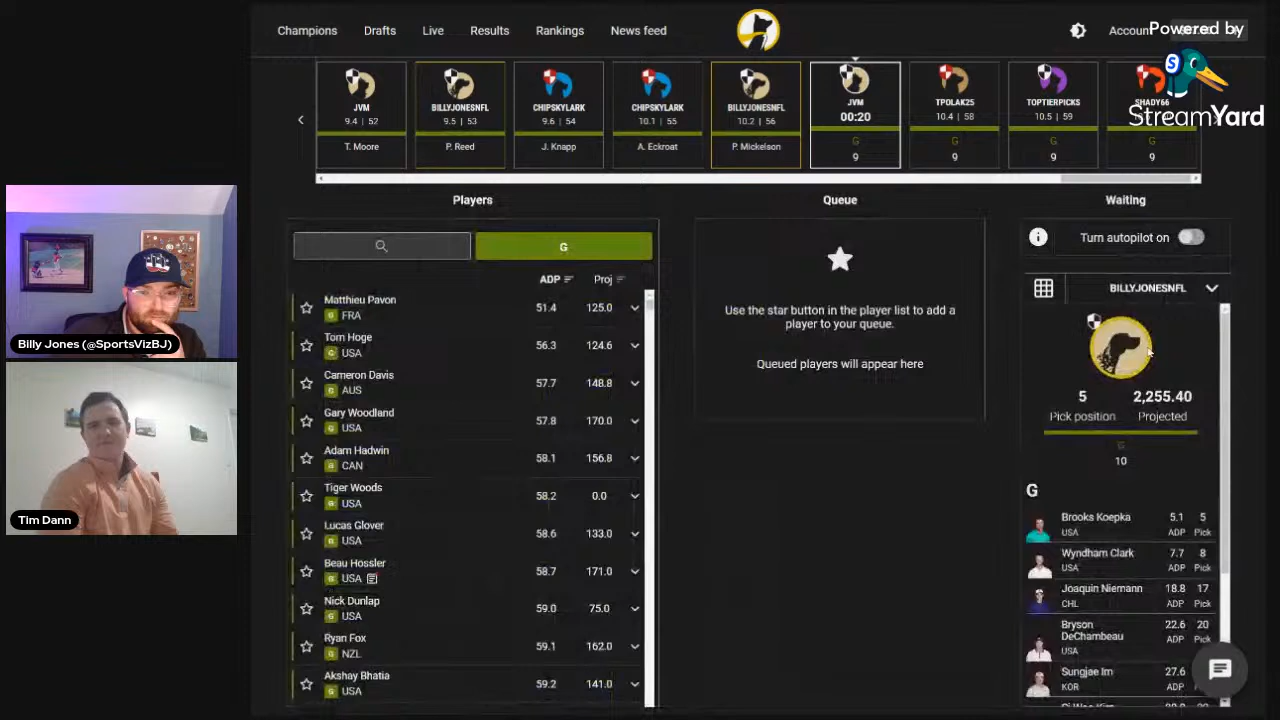 Champions Drafts Live Results Rankings News feed
Account
Powered by
StreamYard
JVM
9.4 | 52
T. Moore
BILLYJONESNFL
9.5 | 53
P. Reed
CHIPSKYLARK
9.6 | 54
J. Knapp
CHIPSKYLARK
10.1 | 55
A. Eckroat
BILLYJONESNFL
10.2 | 56
P. Mickelson
JVM
00:20
G
9
TPOLAK25
10.4 | 58
G
9
TOPTIERPICKS
10.5 | 59
G
9
SHADY66
G
9
Players
G
ADP Proj
Matthieu Pavon 51.4 125.0
G FRA
Tom Hoge 56.3 124.6
G USA
Cameron Davis 57.7 148.8
G AUS
Gary Woodland 57.8 170.0
G USA
Adam Hadwin 58.1 156.8
G CAN
Tiger Woods 58.2 0.0
G USA
Lucas Glover 58.6 133.0
G USA
Beau Hossler 58.7 171.0
G USA
Nick Dunlap 59.0 75.0
G USA
Ryan Fox 59.1 162.0
G NZL
Akshay Bhatia 59.2 141.0
G USA
Queue
Use the star button in the player list to add a
player to your queue.
Queued players will appear here
Waiting
Turn autopilot on
BILLYJONESNFL
5 2,255.40
Pick position Projected
G
10
G
Brooks Koepka 5.1 5
USA ADP Pick
Wyndham Clark 7.7 8
USA ADP Pick
Joaquin Niemann 18.8 17
CHL ADP Pick
Bryson
DeChambeau 22.6 20
USA ADP Pick
Sungjae Im 27.6
KOR ADP
Billy Jones (@SportsVizBJ)
Tim Dann